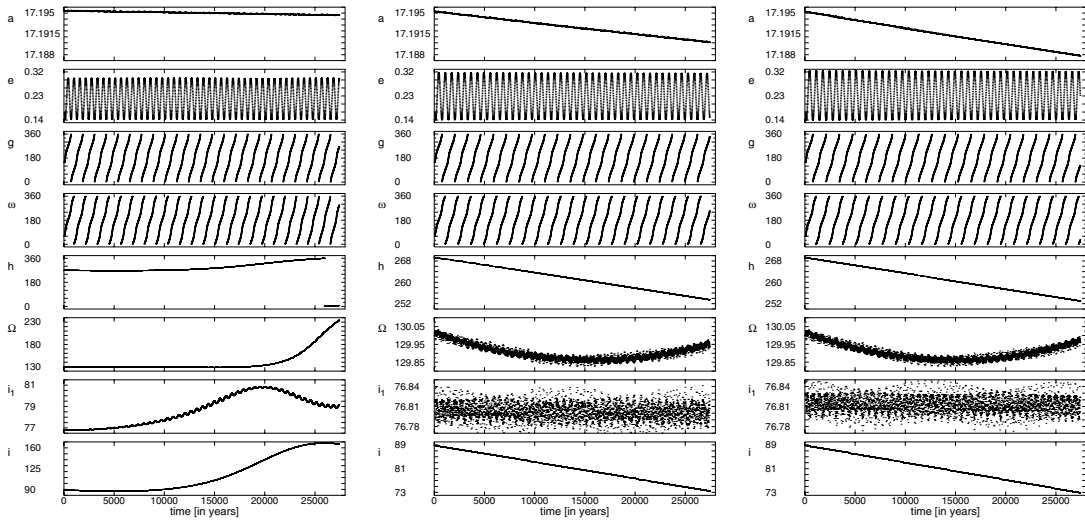 a 17.195 17.1915 17.188
e 0.32 0.23 0.14
g 360 180 0
ω 360 180 0
h 360 180 0
Ω 230 180 130
i1 81 79 77
i 160 125 90
0 5000 10000 15000 20000 25000
time [in years]
a 17.195 17.1915 17.188
e 0.32 0.23 0.14
g 360 180 0
ω 360 180 0
h 268 260 252
Ω 130.05 129.95 129.85
i1 76.84 76.81 76.78
i 89 81 73
0 5000 10000 15000 20000 25000
time [in years]
a 17.195 17.1915 17.188
e 0.32 0.23 0.14
g 360 180 0
ω 360 180 0
h 268 260 252
Ω 130.05 129.95 129.85
i1 76.84 76.81 76.78
i 89 81 73
0 5000 10000 15000 20000 25000
time [in years]